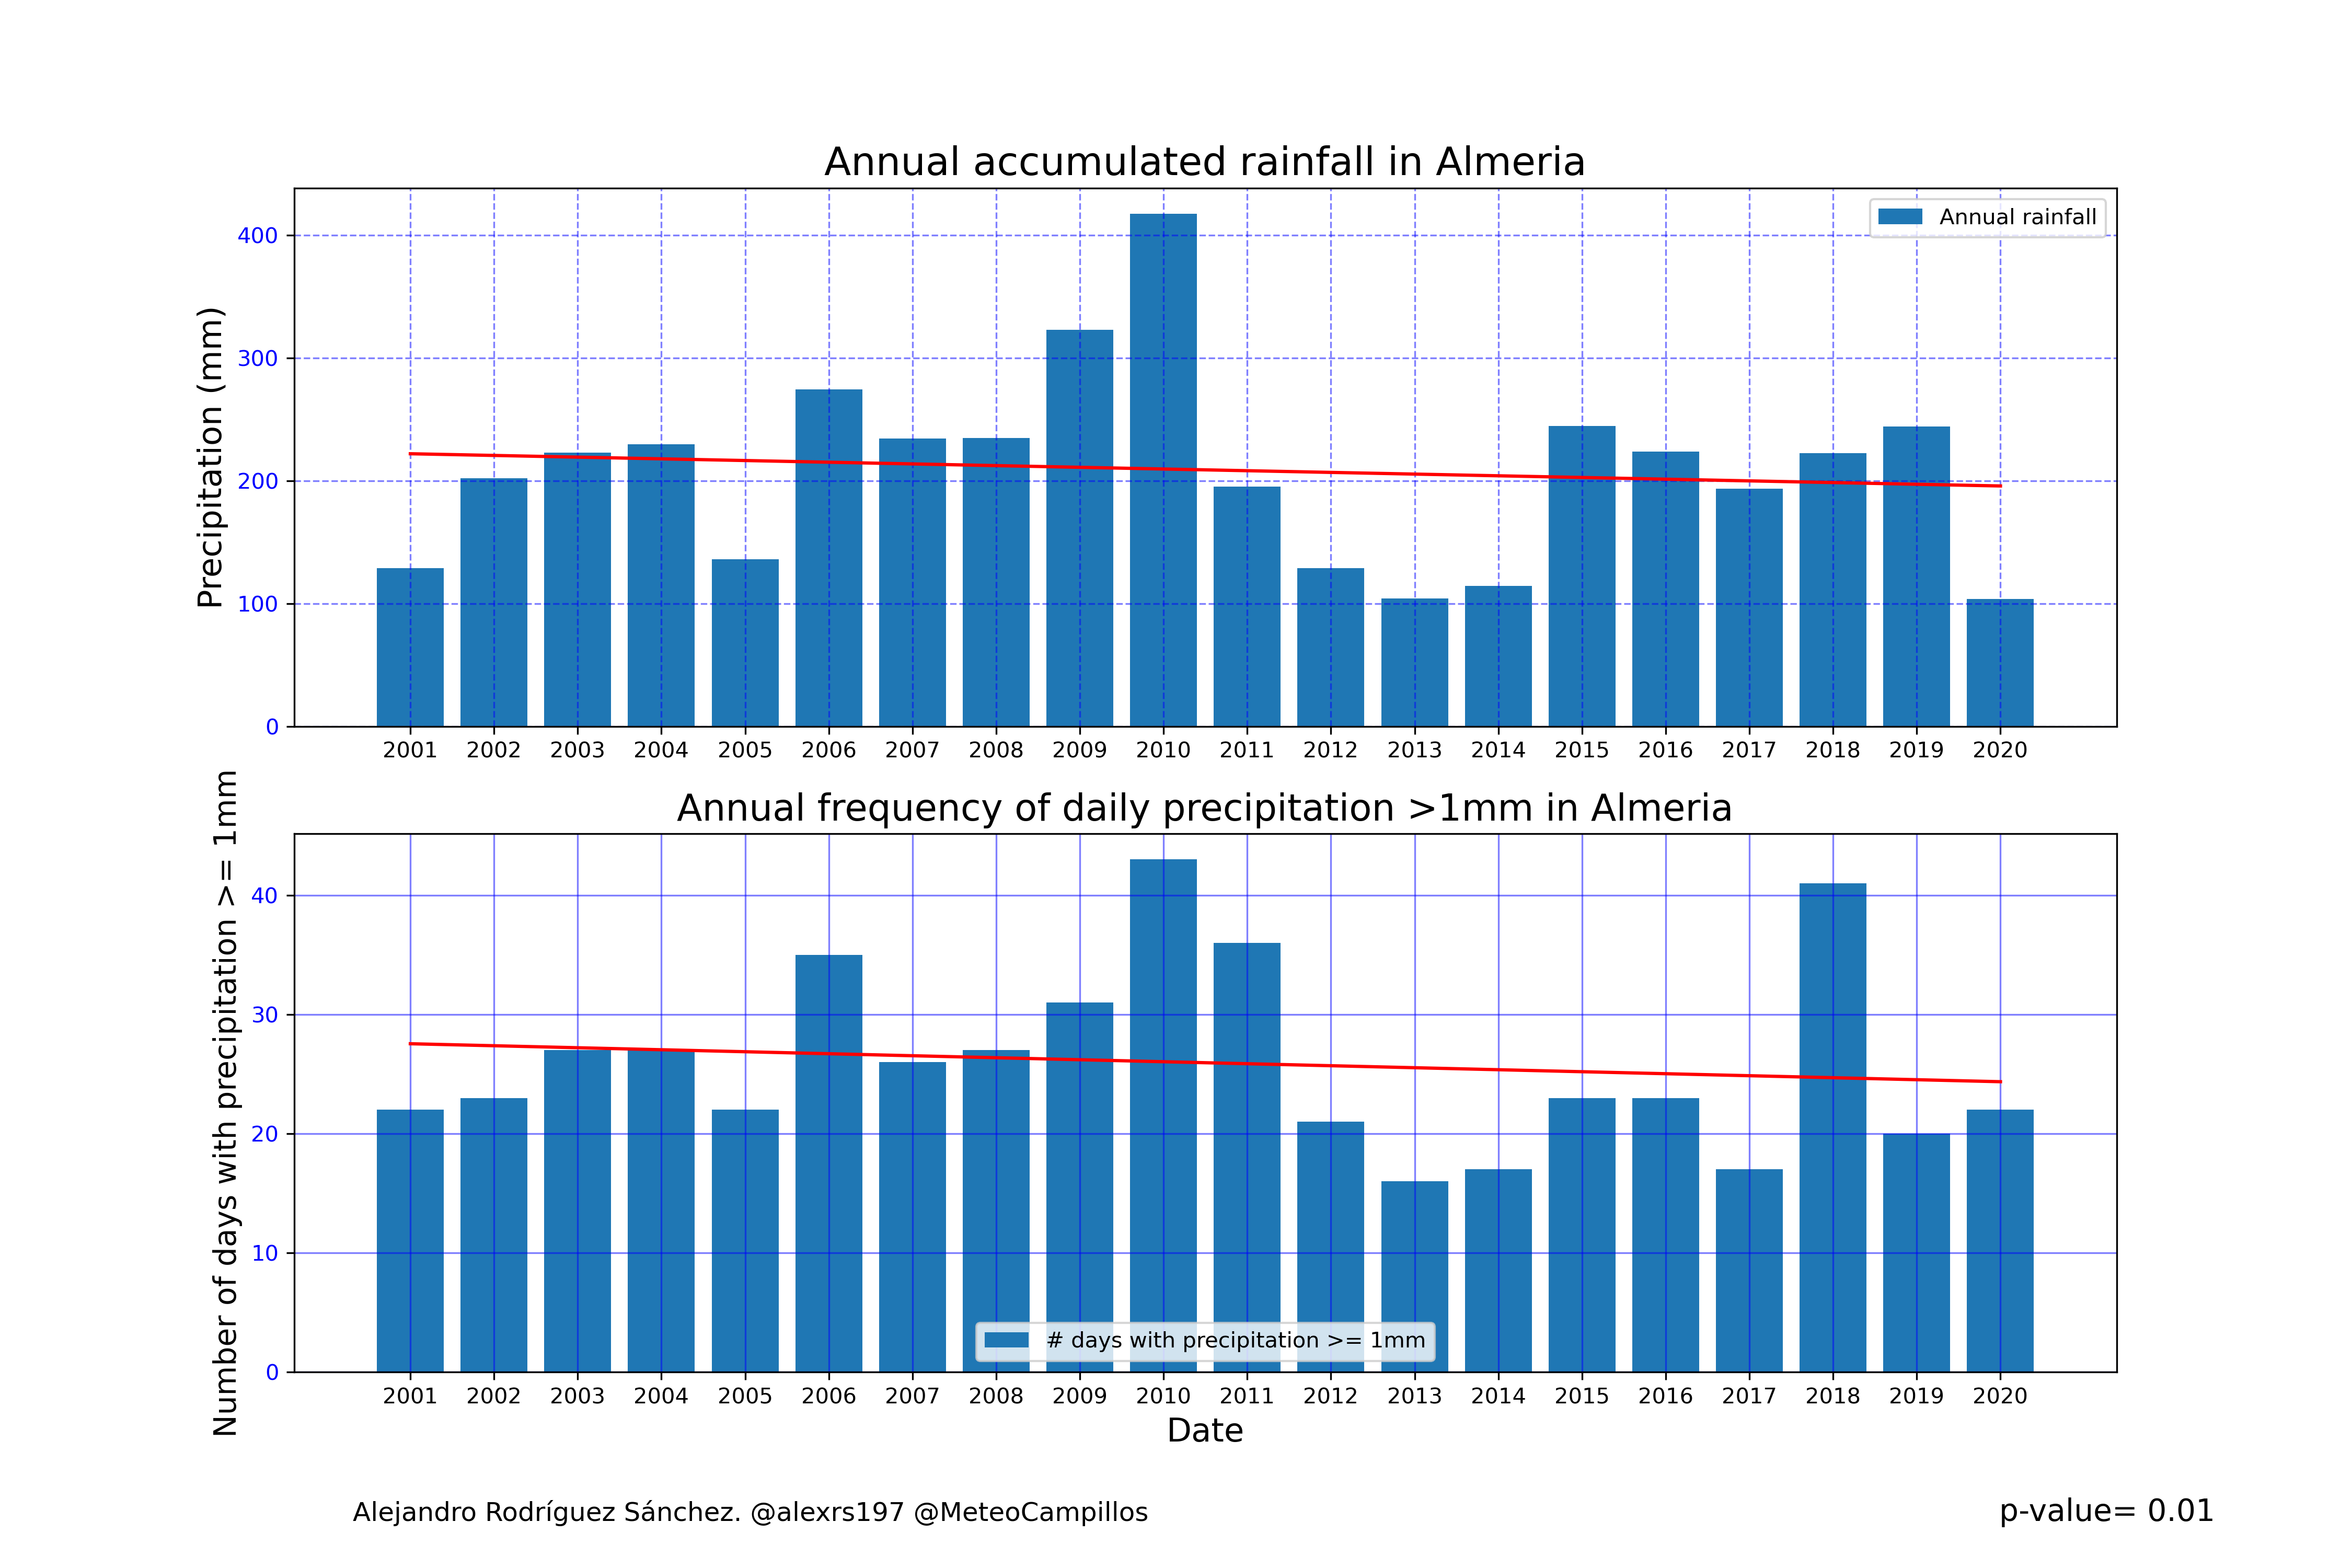 Annual accumulated rainfall in Almeria
Precipitation (mm)
400
300
200
100
0
Annual rainfall
2001 2002 2003 2004 2005 2006 2007 2008 2009 2010 2011 2012 2013 2014 2015 2016 2017 2018 2019 2020
Annual frequency of daily precipitation >1mm in Almeria
Number of days with precipitation >= 1mm
40
30
20
10
0
# days with precipitation >= 1mm
2001 2002 2003 2004 2005 2006 2007 2008 2009 2010 2011 2012 2013 2014 2015 2016 2017 2018 2019 2020
Date
Alejandro Rodríguez Sánchez. @alexrs197 @MeteoCampillos
p-value= 0.01